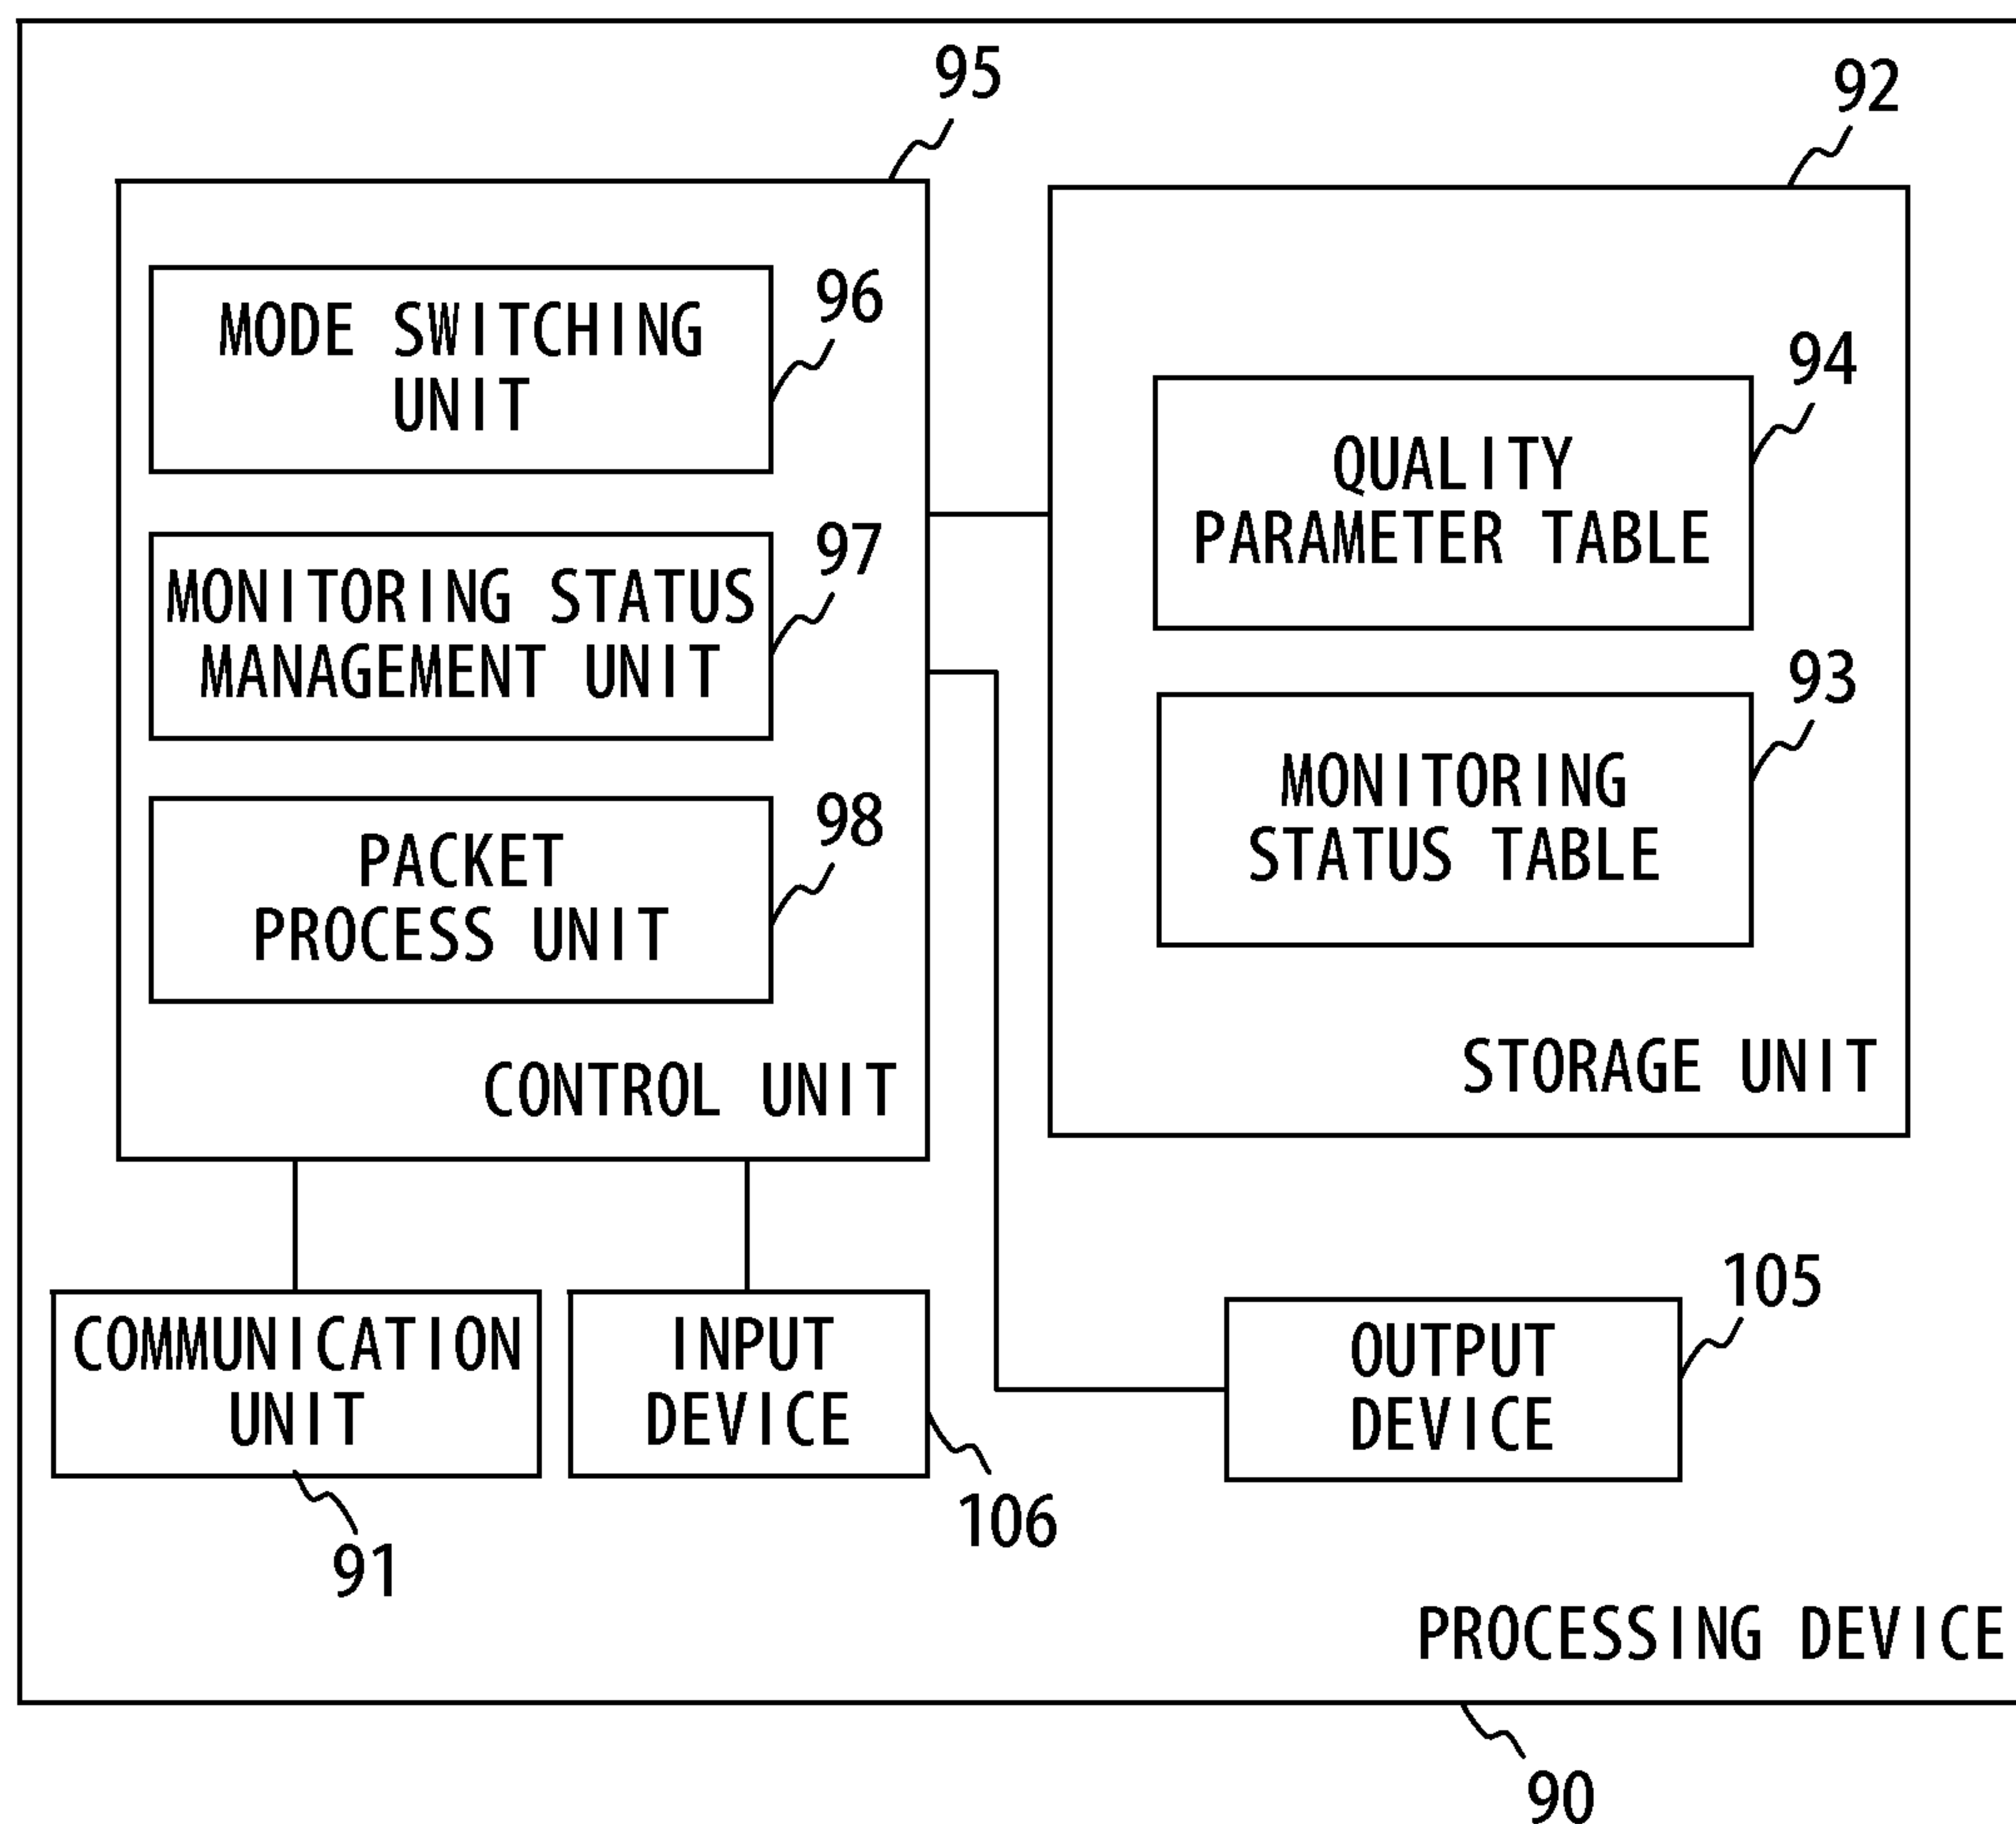 95
92
96
MODE SWITCHING
UNIT
94
QUALITY
PARAMETER TABLE
97
MONITORING STATUS
MANAGEMENT UNIT
93
MONITORING
STATUS TABLE
98
PACKET
PROCESS UNIT
CONTROL UNIT
STORAGE UNIT
COMMUNICATION
UNIT
91
INPUT
DEVICE
106
105
OUTPUT
DEVICE
PROCESSING DEVICE
90